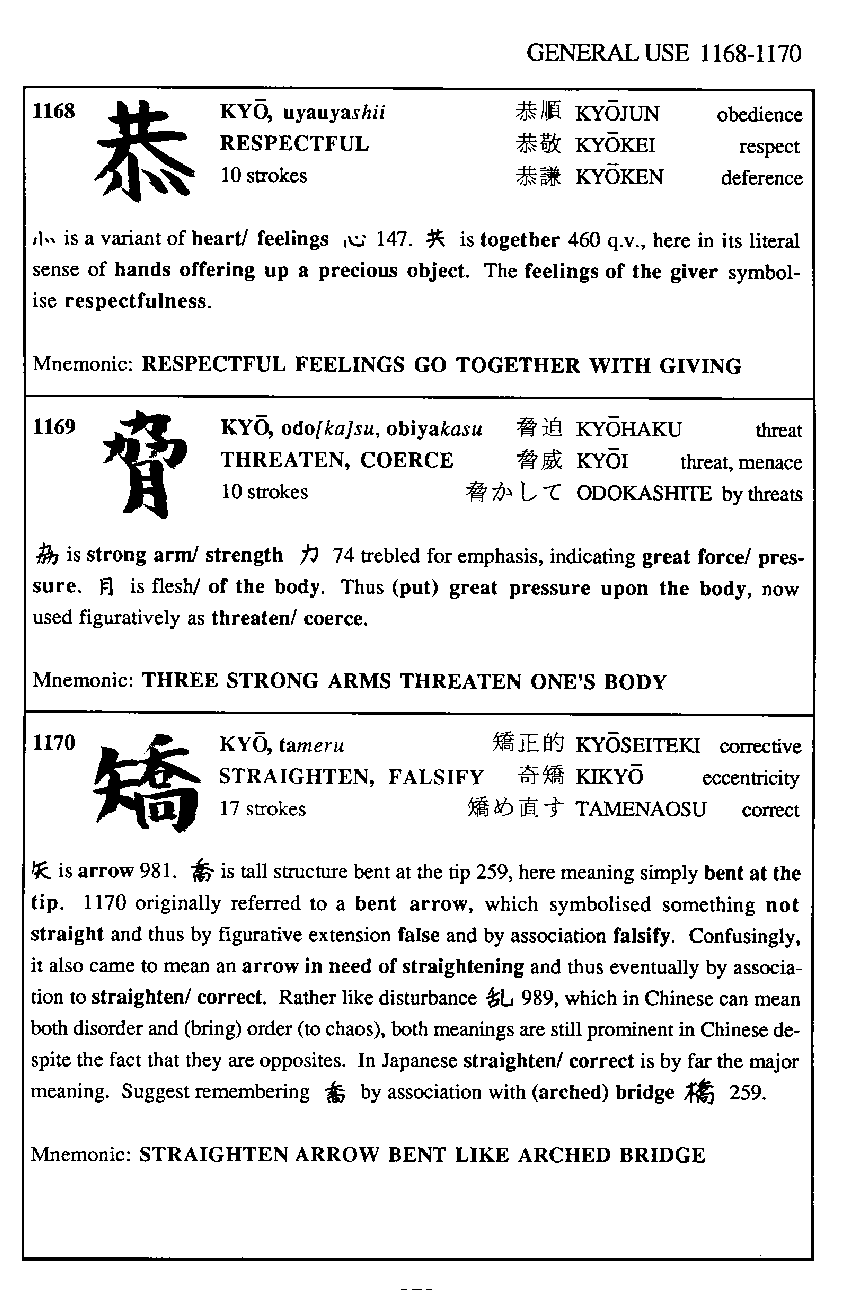 GENERAL USE 1168-1170
1168 恭 KYŌ, uyauyashii 恭順 KYŌJUN obedience
RESPECTFUL 恭敬 KYŌKEI respect
10 strokes 恭謙 KYŌKEN deference
㣺 is a variant of heart/ feelings 心 147. 共 is together 460 q.v., here in its literal
sense of hands offering up a precious object. The feelings of the giver symbol-
ise respectfulness.
Mnemonic: RESPECTFUL FEELINGS GO TOGETHER WITH GIVING
1169 脅 KYŌ, odo[ka]su, obiyakasu 脅迫 KYŌHAKU threat
THREATEN, COERCE 脅威 KYŌI threat, menace
10 strokes 脅かして ODOKASHITE by threats
劦 is strong arm/ strength 力 74 trebled for emphasis, indicating great force/ pres-
sure. 月 is flesh/ of the body. Thus (put) great pressure upon the body, now
used figuratively as threaten/ coerce.
Mnemonic: THREE STRONG ARMS THREATEN ONE'S BODY
1170 矯 KYŌ, tameru 矯正的 KYŌSEITEKI corrective
STRAIGHTEN, FALSIFY 奇矯 KIKYŌ eccentricity
17 strokes 矯め直す TAMENAOSU correct
矢 is arrow 981. 喬 is tall structure bent at the tip 259, here meaning simply bent at the
tip. 1170 originally referred to a bent arrow, which symbolised something not
straight and thus by figurative extension false and by association falsify. Confusingly,
it also came to mean an arrow in need of straightening and thus eventually by associa-
tion to straighten/ correct. Rather like disturbance 乱 989, which in Chinese can mean
both disorder and (bring) order (to chaos), both meanings are still prominent in Chinese de-
spite the fact that they are opposites. In Japanese straighten/ correct is by far the major
meaning. Suggest remembering 喬 by association with (arched) bridge 橋 259.
Mnemonic: STRAIGHTEN ARROW BENT LIKE ARCHED BRIDGE